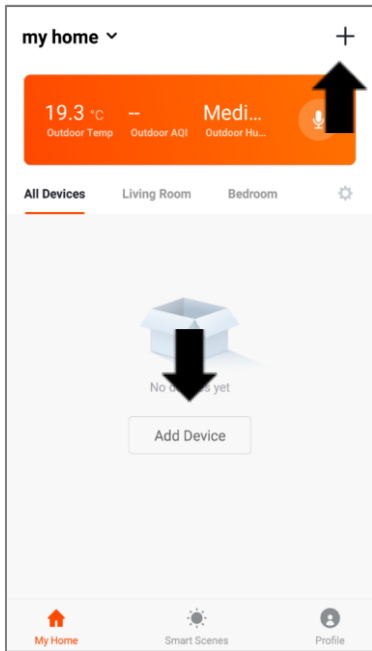 my home
19.3 °C -- Medi...
Outdoor Temp Outdoor AQI Outdoor Hu...
All Devices Living Room Bedroom
No yet
Add Device
My Home Smart Scenes Profile